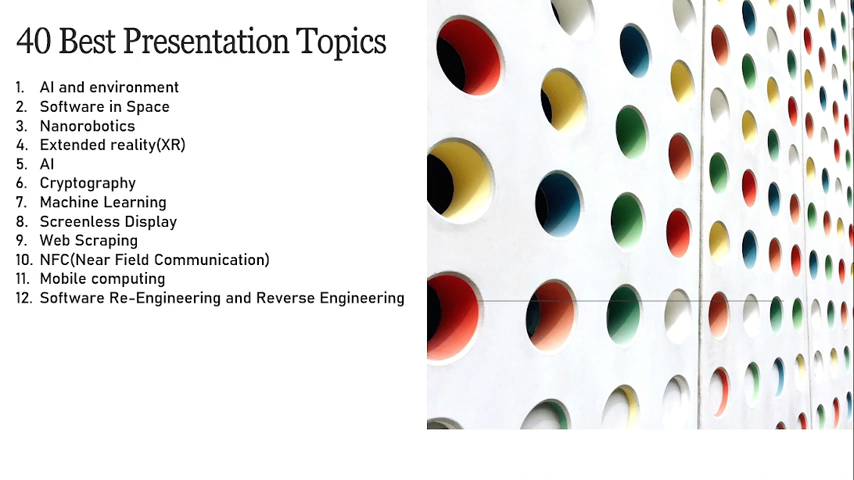 40 Best Presentation Topics
1. AI and environment
2. Software in Space
3. Nanorobotics
4. Extended reality(XR)
5. AI
6. Cryptography
7. Machine Learning
8. Screenless Display
9. Web Scraping
10. NFC(Near Field Communication)
11. Mobile computing
12. Software Re-Engineering and Reverse Engineering